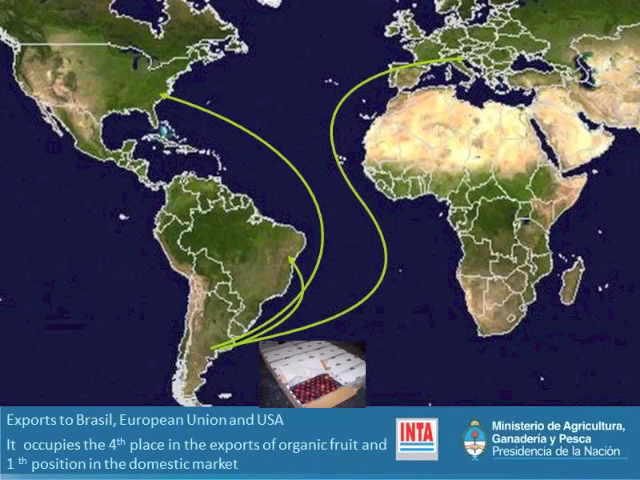 Exports to Brasil, European Union and USA
It occupies the 4th place in the exports of organic fruit and
1 th position in the domestic market
INTA
Ministerio de Agricultura,
Ganadería y Pesca
Presidencia de la Nación